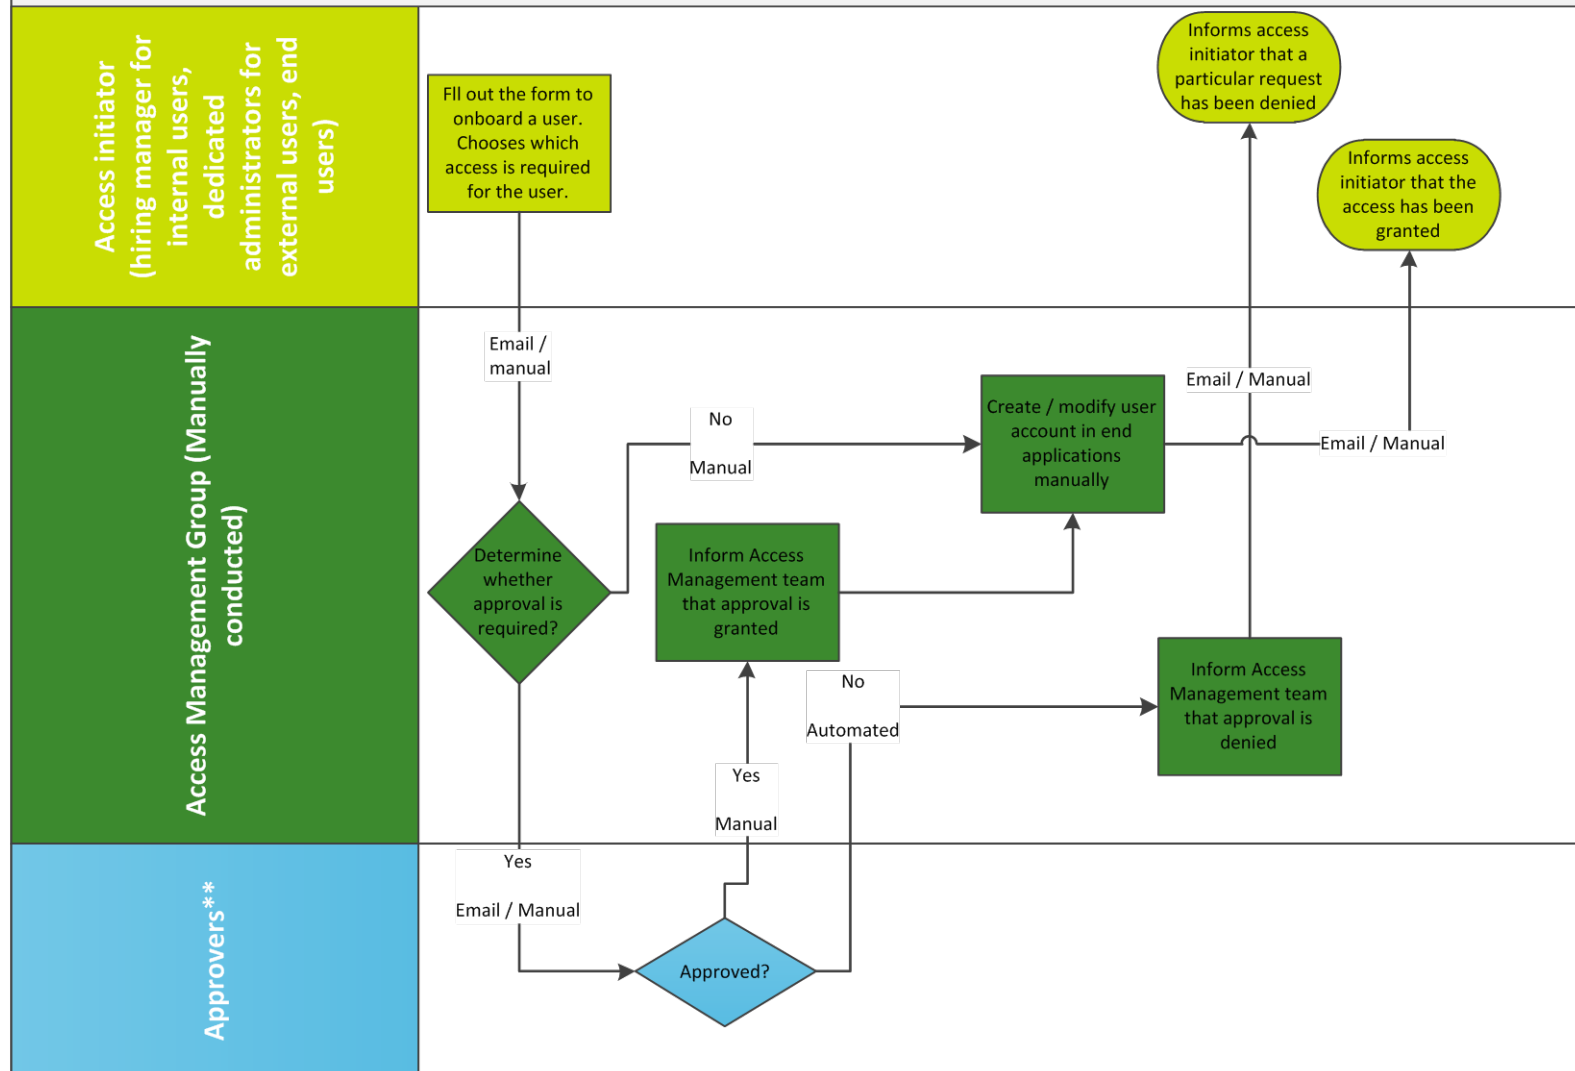 Access initiator
(hiring manager for
internal users,
dedicated
administrators for
external users, end
users)
FIl out the form to
onboard a user.
Chooses which
access is required
for the user.
Informs access
initiator that a
particular request
has been denied
Informs access
initiator that the
access has been
granted
Access Management Group (Manually
conducted)
Email /
manual
No
Manual
Create / modify user
account in end
applications
manually
Email / Manual
Email / Manual
Determine
whether
approval is
required?
Inform Access
Management team
that approval is
granted
No
Automated
Inform Access
Management team
that approval is
denied
Yes
Manual
Approvers**
Yes
Email / Manual
Approved?